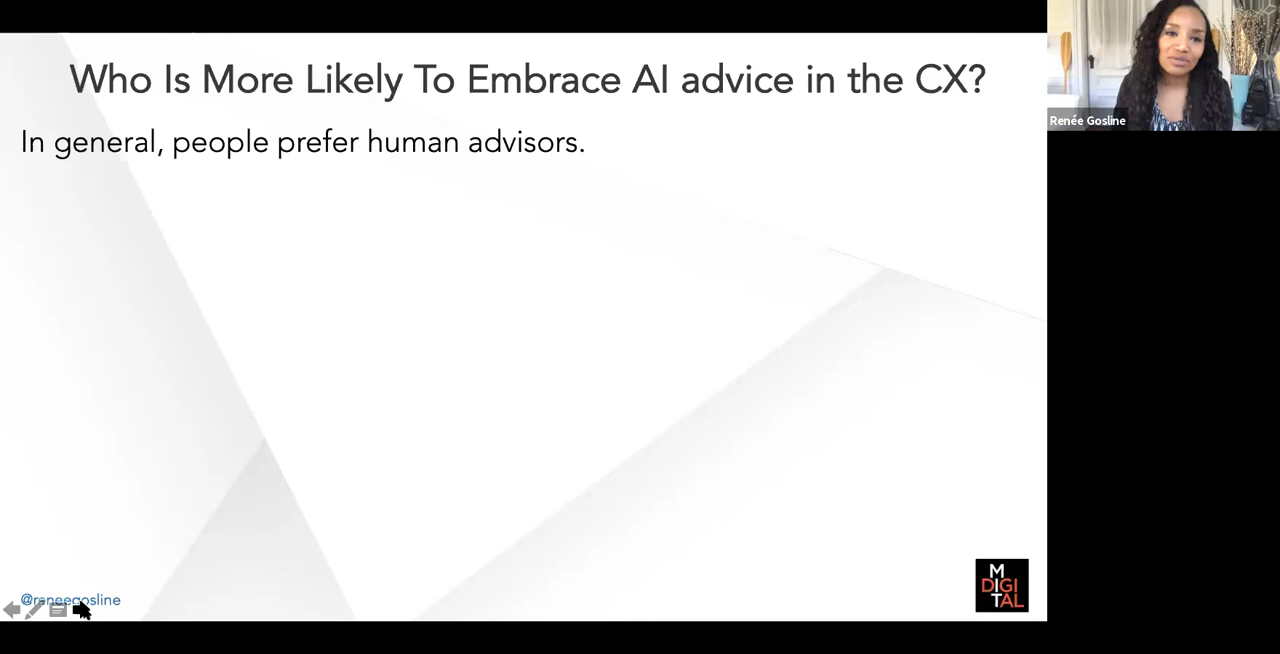 Who Is More Likely To Embrace AI advice in the CX?
In general, people prefer human advisors.
Renée Gosline
@reneegosline
M
DIGI
TAL